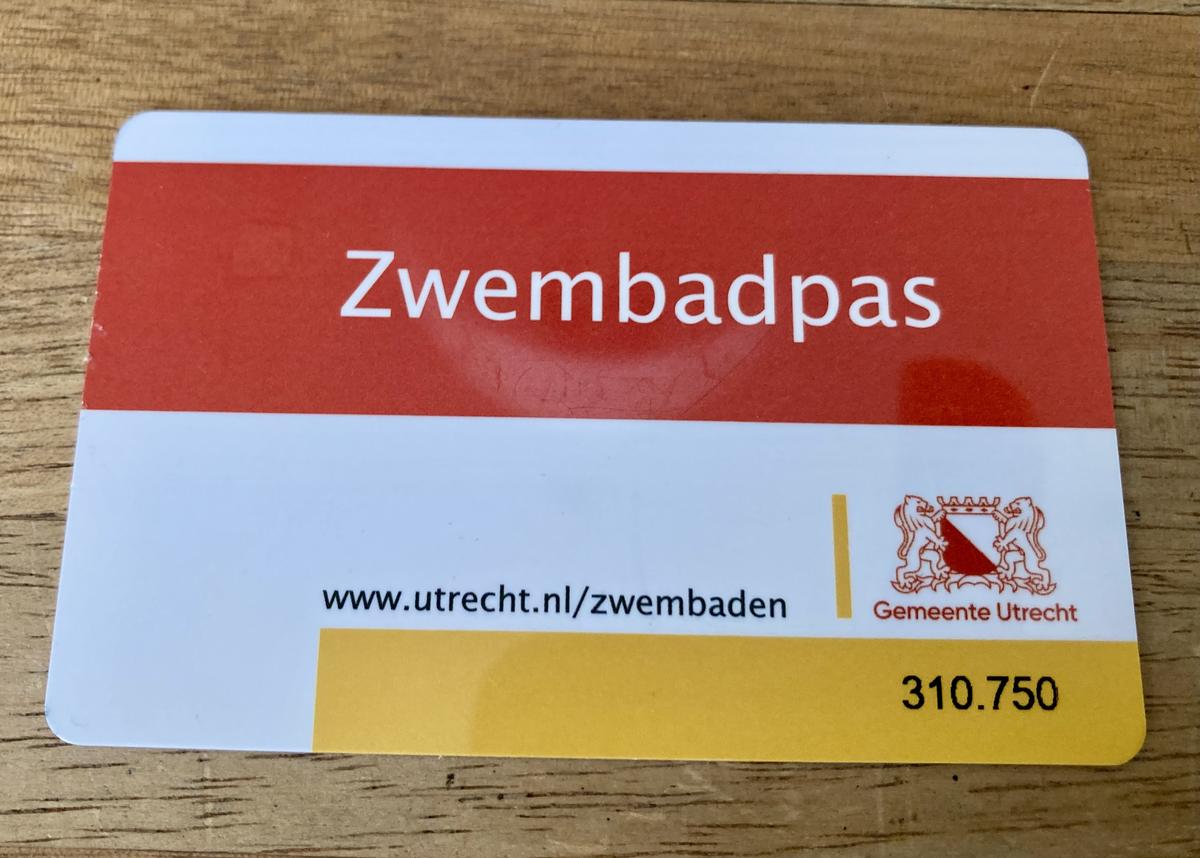 Zwembadpas
www.utrecht.nl/zwembaden
Gemeente Utrecht
310.750